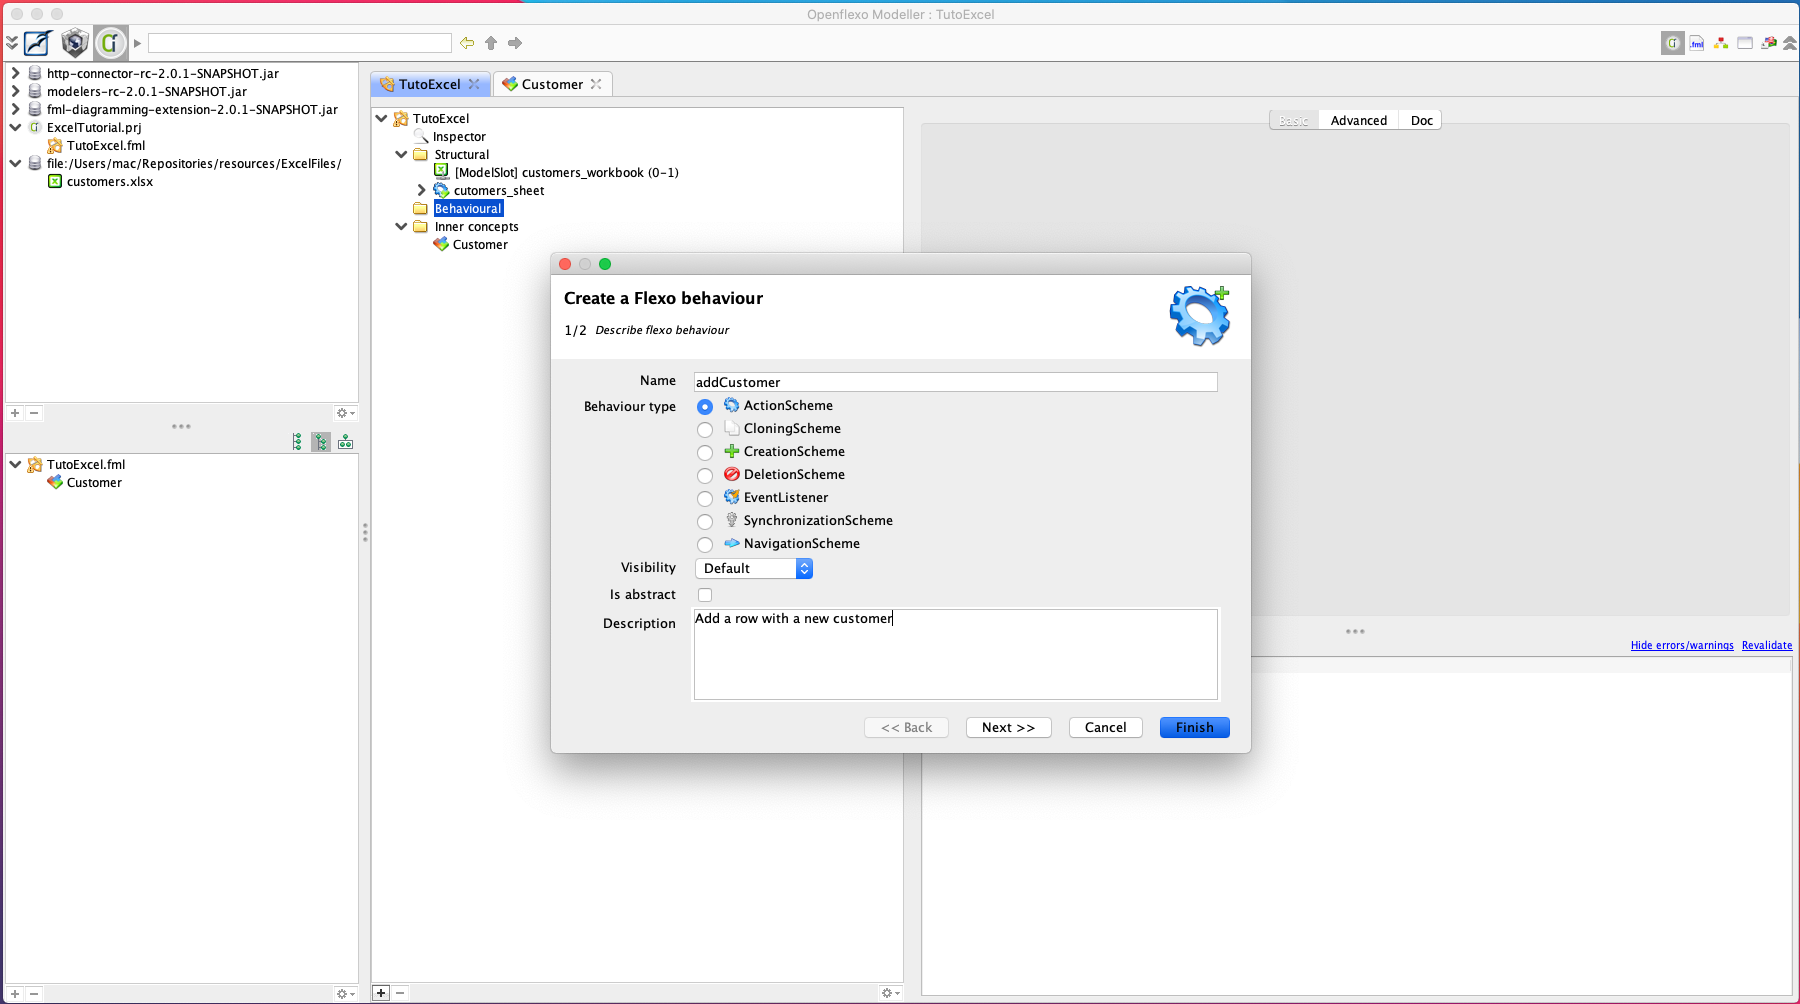 Openflexo Modeller : TutoExcel
http-connector-rc-2.0.1-SNAPSHOT.jar
modelers-rc-2.0.1-SNAPSHOT.jar
fml-diagramming-extension-2.0.1-SNAPSHOT.jar
ExcelTutorial.prj
TutoExcel.fml
file:/Users/mac/Repositories/resources/ExcelFiles/
customers.xlsx
TutoExcel.fml
Customer
TutoExcel
Customer
TutoExcel
Inspector
Structural
[ModelSlot] customers_workbook (0-1)
cutomers_sheet
Behavioural
Inner concepts
Customer
Basic Advanced Doc
Hide errors/warnings Revalidate
Create a Flexo behaviour
1/2 Describe flexo behaviour
Name addCustomer
Behaviour type ActionScheme
CloningScheme
CreationScheme
DeletionScheme
EventListener
SynchronizationScheme
NavigationScheme
Visibility Default
Is abstract
Description Add a row with a new customer
<< Back Next >> Cancel Finish